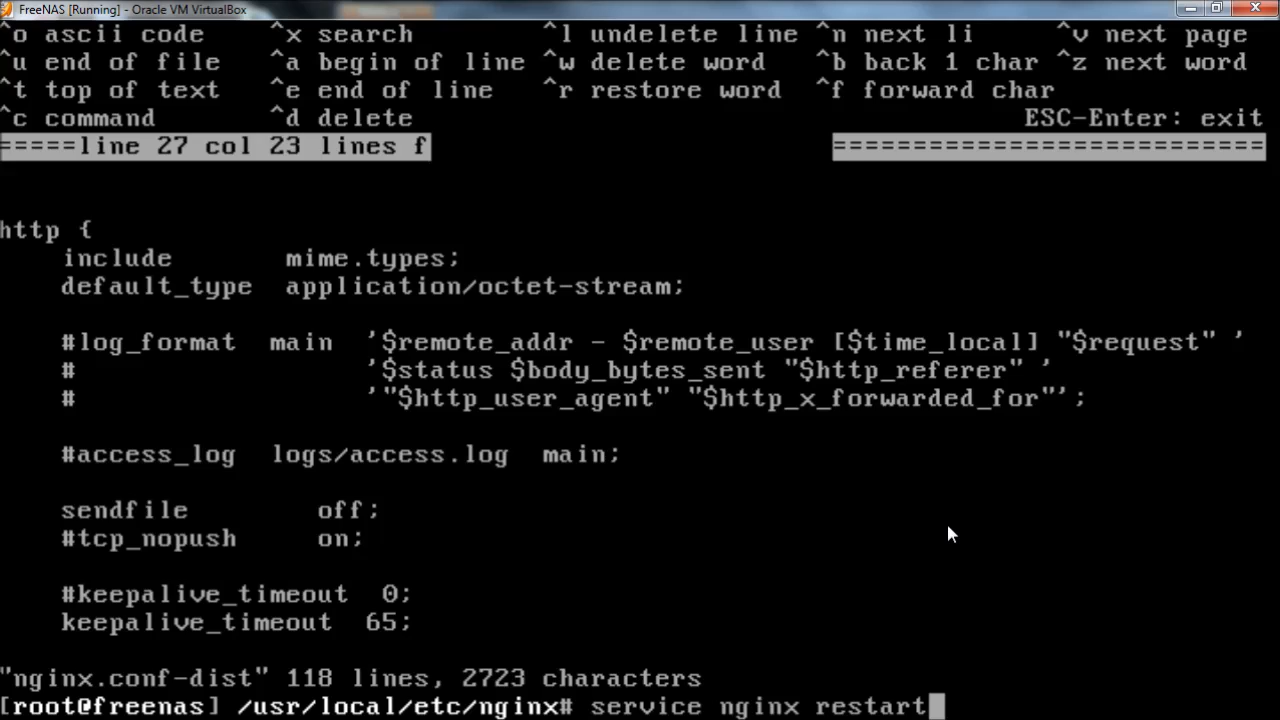 FreeNAS [Running] - Oracle VM VirtualBox
^o ascii code ^x search ^l undelete line ^n next li ^v next page
^u end of file ^a begin of line ^w delete word ^b back 1 char ^z next word
^t top of text ^e end of line ^r restore word ^f forward char
^c command ^d delete ESC-Enter: exit
=====line 27 col 23 lines f ===========================
http {
include mime.types;
default_type application/octet-stream;
#log_format main '$remote_addr - $remote_user [$time_local] "$request" '
# '$status $body_bytes_sent "$http_referer" '
# '"$http_user_agent" "$http_x_forwarded_for"';
#access_log logs/access.log main;
sendfile off;
#tcp_nopush on;
#keepalive_timeout 0;
keepalive_timeout 65;
"nginx.conf-dist" 118 lines, 2723 characters
[root@freenas] /usr/local/etc/nginx# service nginx restart